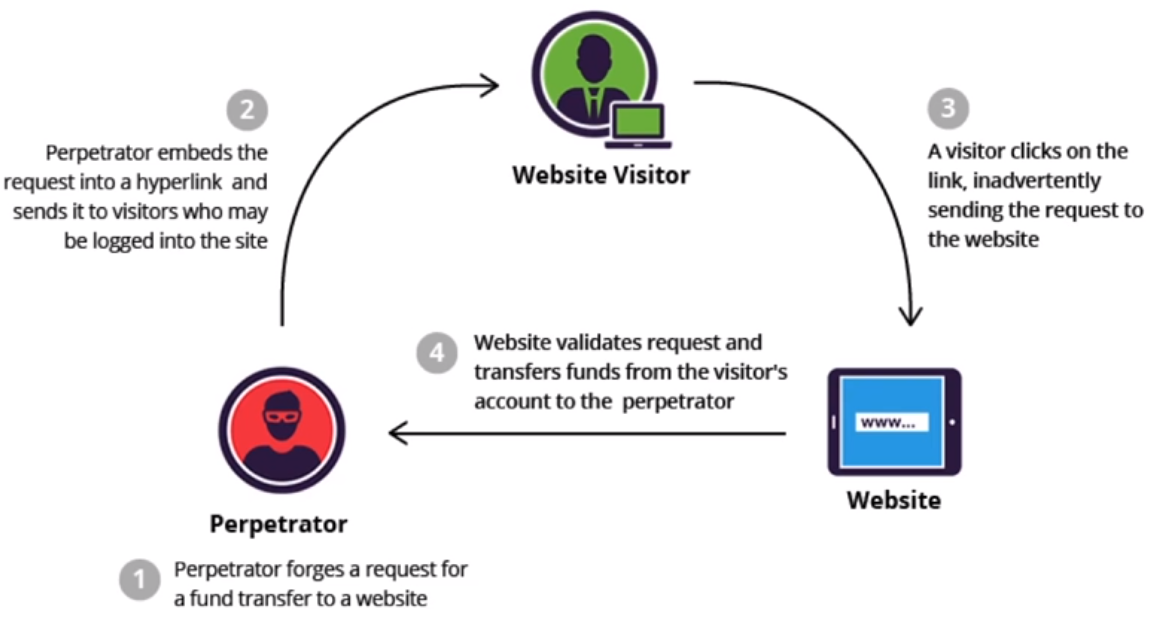 Website Visitor
2
Perpetrator embeds the
request into a hyperlink and
sends it to visitors who may
be logged into the site
3
A visitor clicks on the
link, inadvertently
sending the request to
the website
4
Website validates request and
transfers funds from the visitor's
account to the perpetrator
www...
Website
Perpetrator
1
Perpetrator forges a request for
a fund transfer to a website